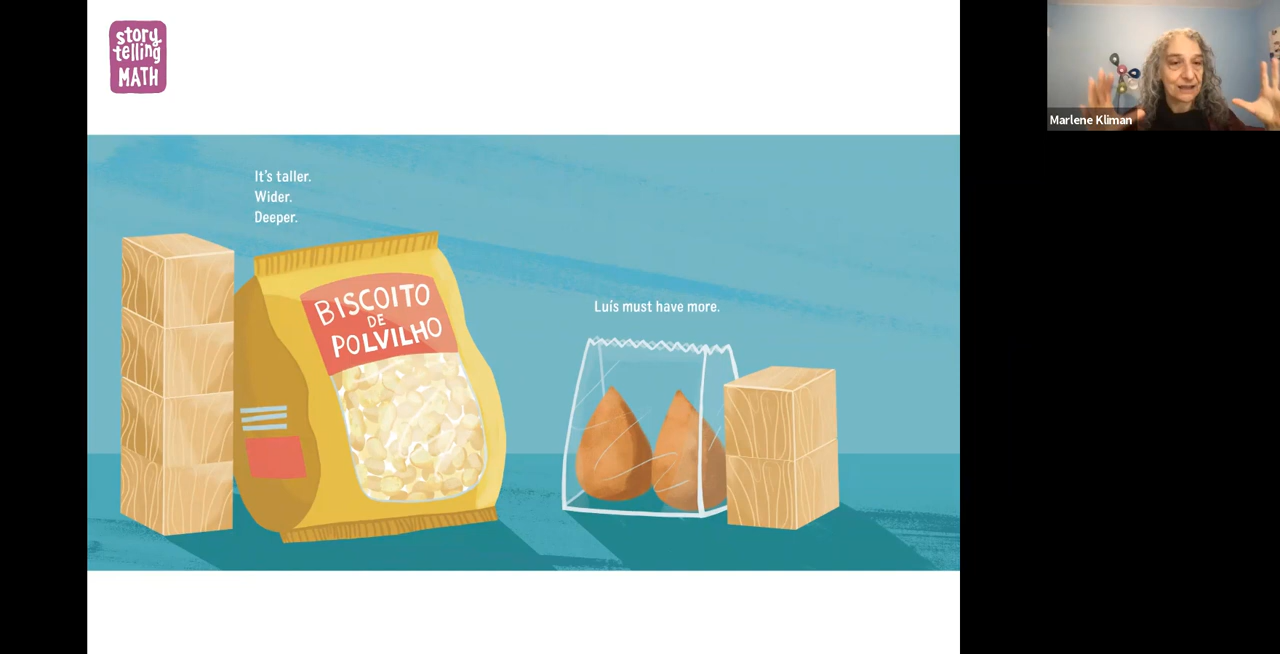 story
telling
MATH
It's taller.
Wider.
Deeper.
BISCOITO
DE
POLVILHO
Luís must have more.
Marlene Kliman